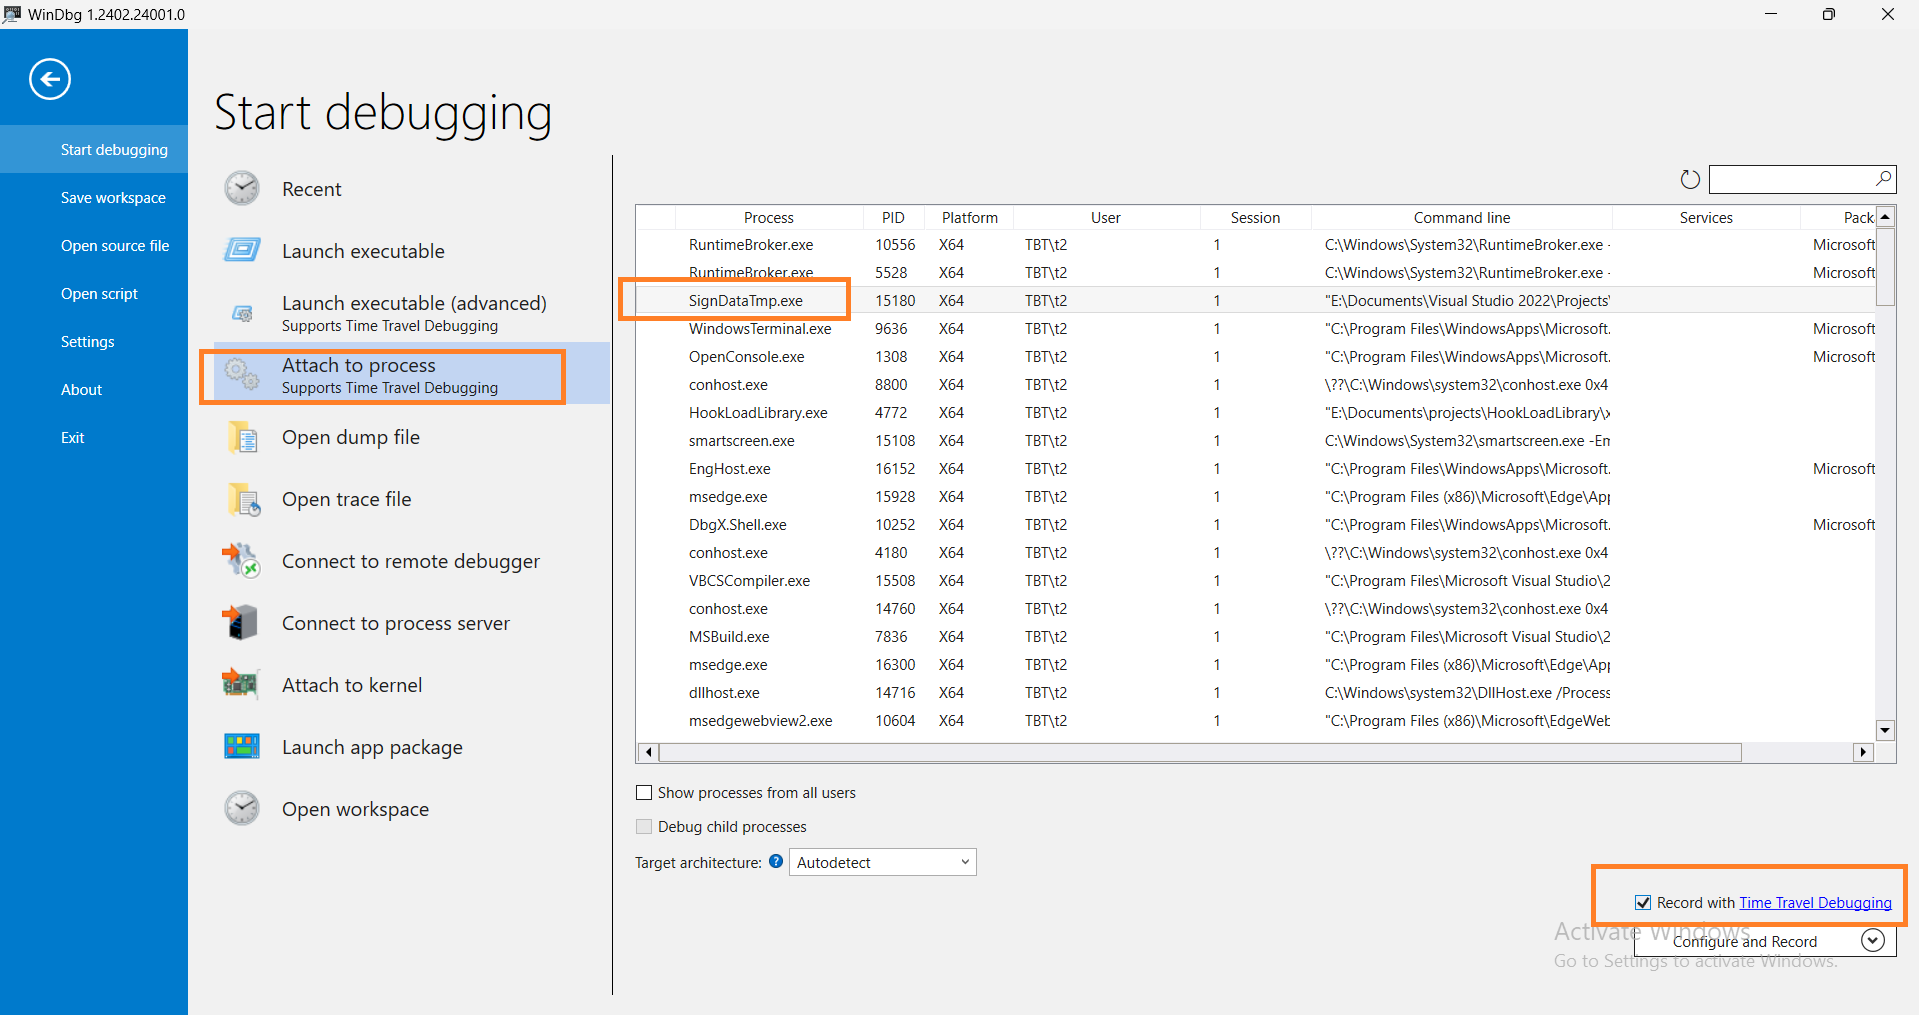 WinDbg 1.2402.24001.0
Start debugging
Save workspace
Open source file
Open script
Settings
About
Exit
Start debugging
Recent
Launch executable
Launch executable (advanced)
Supports Time Travel Debugging
Attach to process
Supports Time Travel Debugging
Open dump file
Open trace file
Connect to remote debugger
Connect to process server
Attach to kernel
Launch app package
Open workspace
Process PID Platform User Session Command line Services Pack
RuntimeBroker.exe 10556 X64 TBT\t2 1 C:\Windows\System32\RuntimeBroker.exe - Microsoft
RuntimeBroker.exe 5528 X64 TBT\t2 1 C:\Windows\System32\RuntimeBroker.exe - Microsoft
SignDataTmp.exe 15180 X64 TBT\t2 1 "E:\Documents\Visual Studio 2022\Projects\
WindowsTerminal.exe 9636 X64 TBT\t2 1 "C:\Program Files\WindowsApps\Microsoft. Microsoft
OpenConsole.exe 1308 X64 TBT\t2 1 "C:\Program Files\WindowsApps\Microsoft. Microsoft
conhost.exe 8800 X64 TBT\t2 1 \??\C:\Windows\system32\conhost.exe 0x4
HookLoadLibrary.exe 4772 X64 TBT\t2 1 "E:\Documents\projects\HookLoadLibrary\x
smartscreen.exe 15108 X64 TBT\t2 1 C:\Windows\System32\smartscreen.exe -Em
EngHost.exe 16152 X64 TBT\t2 1 "C:\Program Files\WindowsApps\Microsoft. Microsoft
msedge.exe 15928 X64 TBT\t2 1 "C:\Program Files (x86)\Microsoft\Edge\App
DbgX.Shell.exe 10252 X64 TBT\t2 1 "C:\Program Files\WindowsApps\Microsoft. Microsoft
conhost.exe 4180 X64 TBT\t2 1 \??\C:\Windows\system32\conhost.exe 0x4
VBCSCompiler.exe 15508 X64 TBT\t2 1 "C:\Program Files\Microsoft Visual Studio\2
conhost.exe 14760 X64 TBT\t2 1 \??\C:\Windows\system32\conhost.exe 0x4
MSBuild.exe 7836 X64 TBT\t2 1 "C:\Program Files\Microsoft Visual Studio\2
msedge.exe 16300 X64 TBT\t2 1 "C:\Program Files (x86)\Microsoft\Edge\App
dllhost.exe 14716 X64 TBT\t2 1 C:\Windows\system32\DllHost.exe /Process
msedgewebview2.exe 10604 X64 TBT\t2 1 "C:\Program Files (x86)\Microsoft\EdgeWeb
Show processes from all users
Debug child processes
Target architecture: ? Autodetect
Record with Time Travel Debugging
Configure and Record
Activate Windows
Go to Settings to activate Windows.